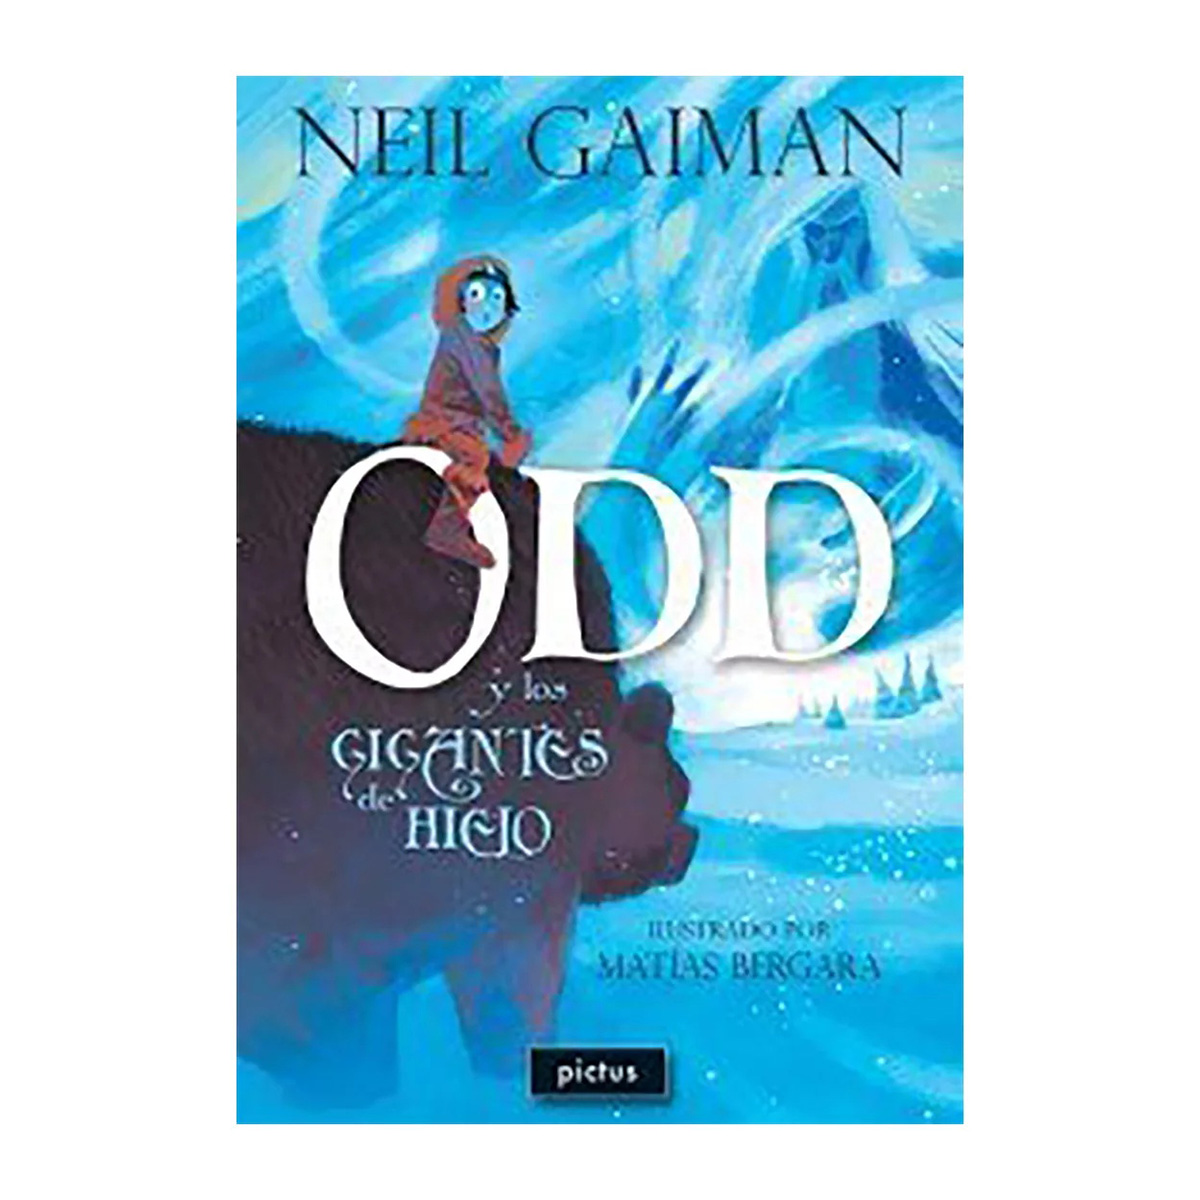 NEIL GAIMAN
ODD
y los
GIGANTES
de
HIELO
ILUSTRADO POR
MATÍAS BERGARA
pictus